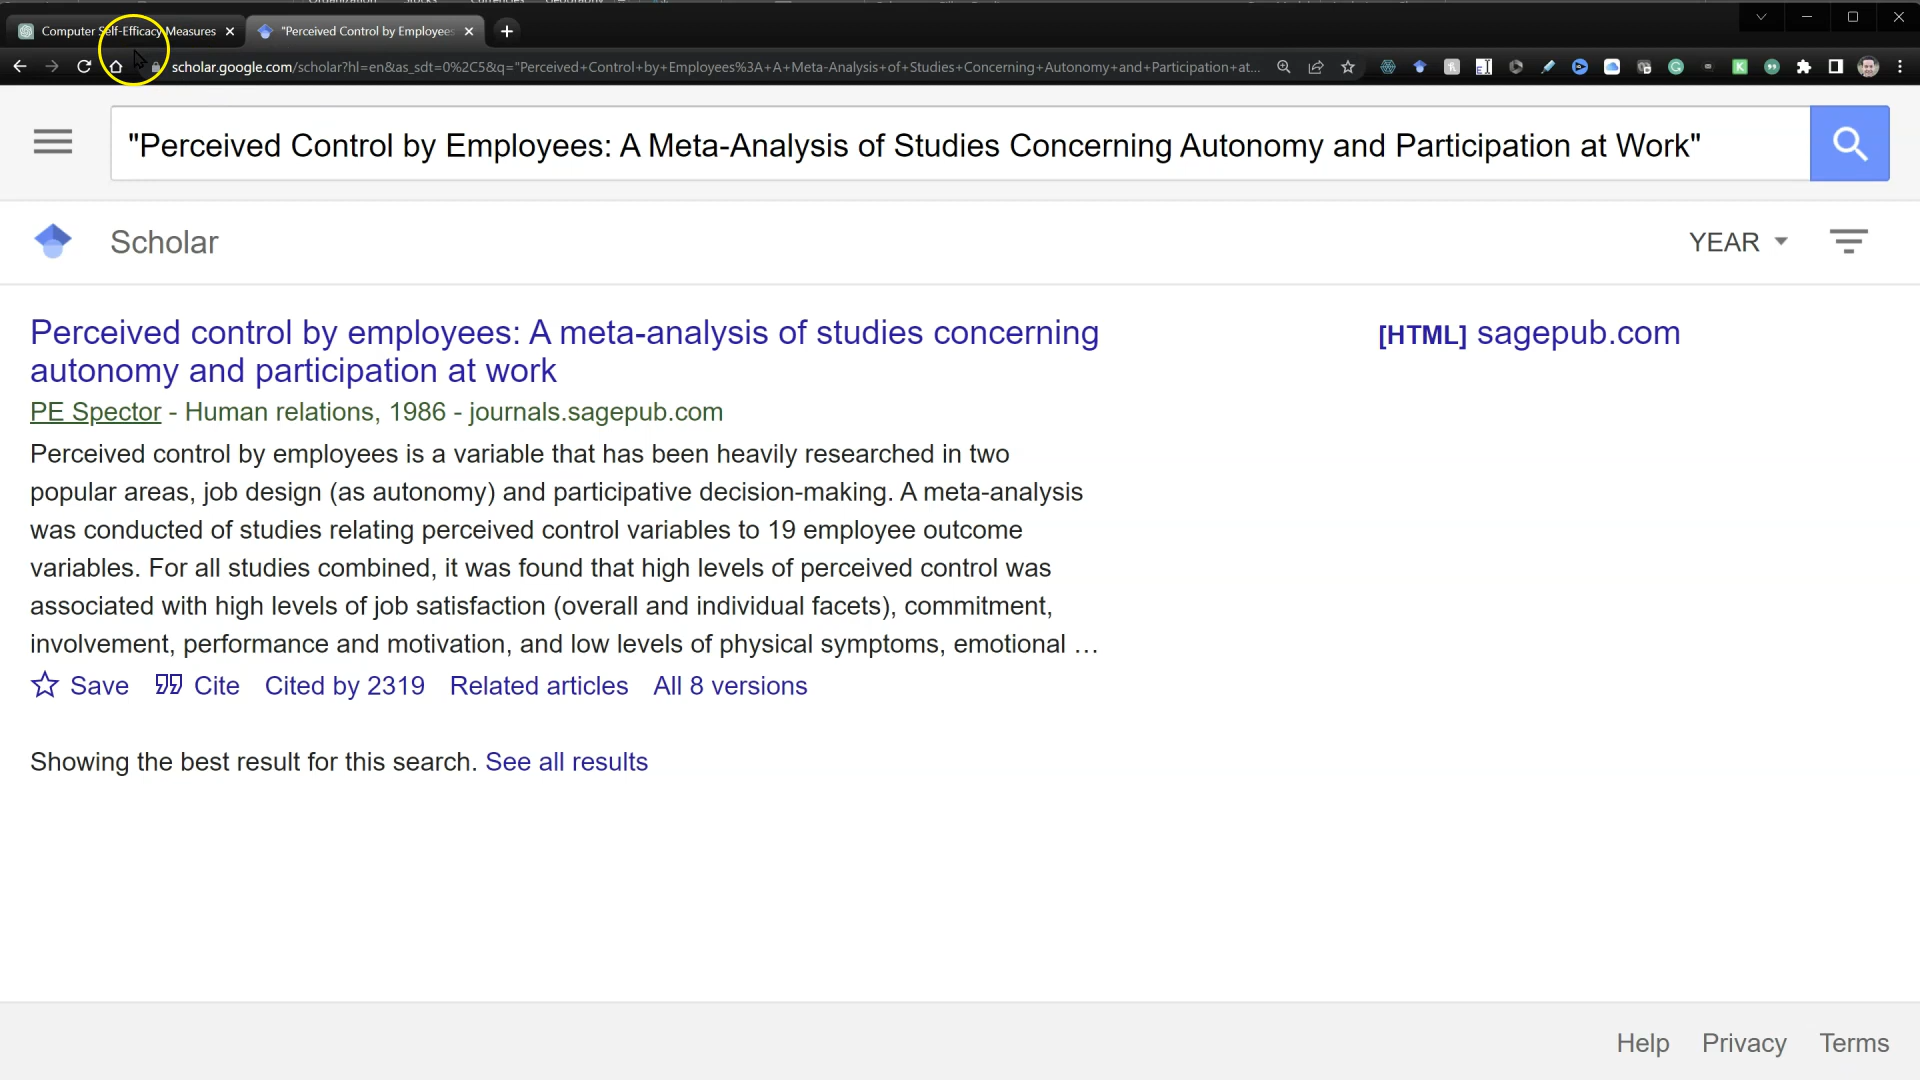 Computer Self-Efficacy Measures
"Perceived Control by Employees
scholar.google.com/scholar?hl=en&as_sdt=0%2C5&q="Perceived+Control+by+Employees%3A+A+Meta-Analysis+of+Studies+Concerning+Autonomy+and+Participation+at...
"Perceived Control by Employees: A Meta-Analysis of Studies Concerning Autonomy and Participation at Work"
Scholar
YEAR
Perceived control by employees: A meta-analysis of studies concerning
autonomy and participation at work
[HTML] sagepub.com
PE Spector - Human relations, 1986 - journals.sagepub.com
Perceived control by employees is a variable that has been heavily researched in two
popular areas, job design (as autonomy) and participative decision-making. A meta-analysis
was conducted of studies relating perceived control variables to 19 employee outcome
variables. For all studies combined, it was found that high levels of perceived control was
associated with high levels of job satisfaction (overall and individual facets), commitment,
involvement, performance and motivation, and low levels of physical symptoms, emotional …
Save Cite Cited by 2319 Related articles All 8 versions
Showing the best result for this search. See all results
Help Privacy Terms